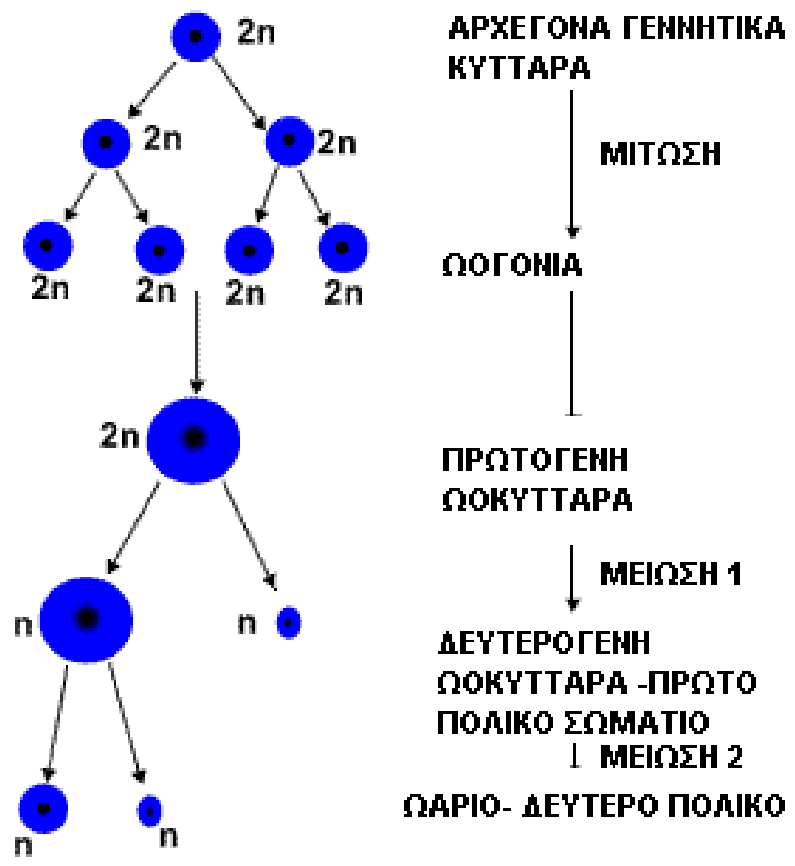 2n
ΑΡΧΕΓΟΝΑ ΓΕΝΝΗΤΙΚΑ
ΚΥΤΤΑΡΑ
2n
2n
ΜΙΤΩΣΗ
ΩΟΓΟΝΙΑ
2n
2n
2n
2n
2n
ΠΡΩΤΟΓΕΝΗ
ΩΟΚΥΤΤΑΡΑ
ΜΕΙΩΣΗ 1
n
n
ΔΕΥΤΕΡΟΓΕΝΗ
ΩΟΚΥΤΤΑΡΑ -ΠΡΩΤΟ
ΠΟΛΙΚΟ ΣΩΜΑΤΙΟ
ΜΕΙΩΣΗ 2
ΩΑΡΙΟ- ΔΕΥΤΕΡΟ ΠΟΛΙΚΟ
n
n